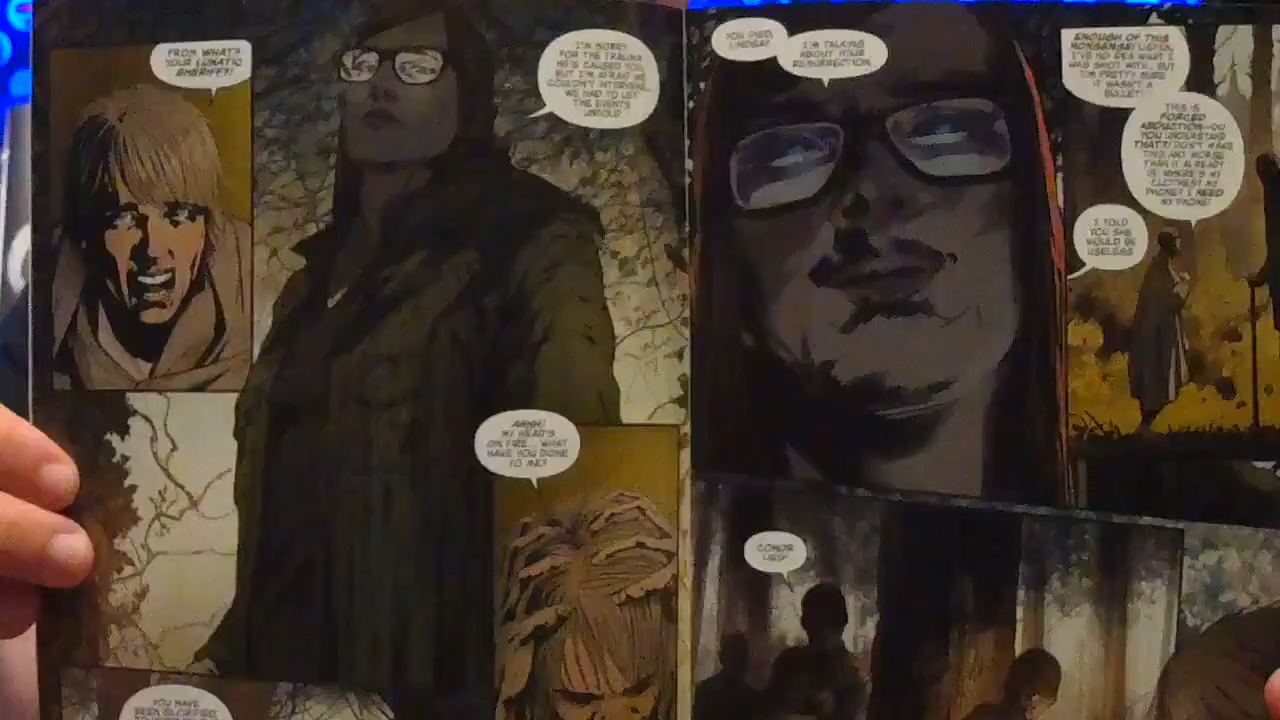 FROM WHAT?
YOUR LUNATIC
SHERIFF?!
I'M SORRY
FOR THE TRAUMA
HE'S CAUSED YOU,
BUT I'M AFRAID WE
COULDN'T INTERVENE.
WE HAD TO LET
THE EVENTS
UNFOLD.
AHHH!
MY HEAD'S
ON FIRE... WHAT
HAVE YOU DONE
TO ME?
YOU HAVE
BEEN GLORIFIED,
YOU DIED,
LINDSAY.
I'M TALKING
ABOUT YOUR
RESURRECTION.
ENOUGH OF THIS
NONSENSE! LISTEN,
I'VE NO IDEA WHAT I
WAS SHOT WITH... BUT
I'M PRETTY SURE
IT WASN'T A
BULLET!
THIS IS
FORCED
ABDUCTION--DO
YOU UNDERSTAND
THAT?! DON'T MAKE
THIS ANY WORSE
THAN IT ALREADY
IS. WHERE'S MY
CLOTHES? MY
PHONE? I NEED
MY PHONE!
I TOLD
YOU SHE
WOULD BE
USELESS.